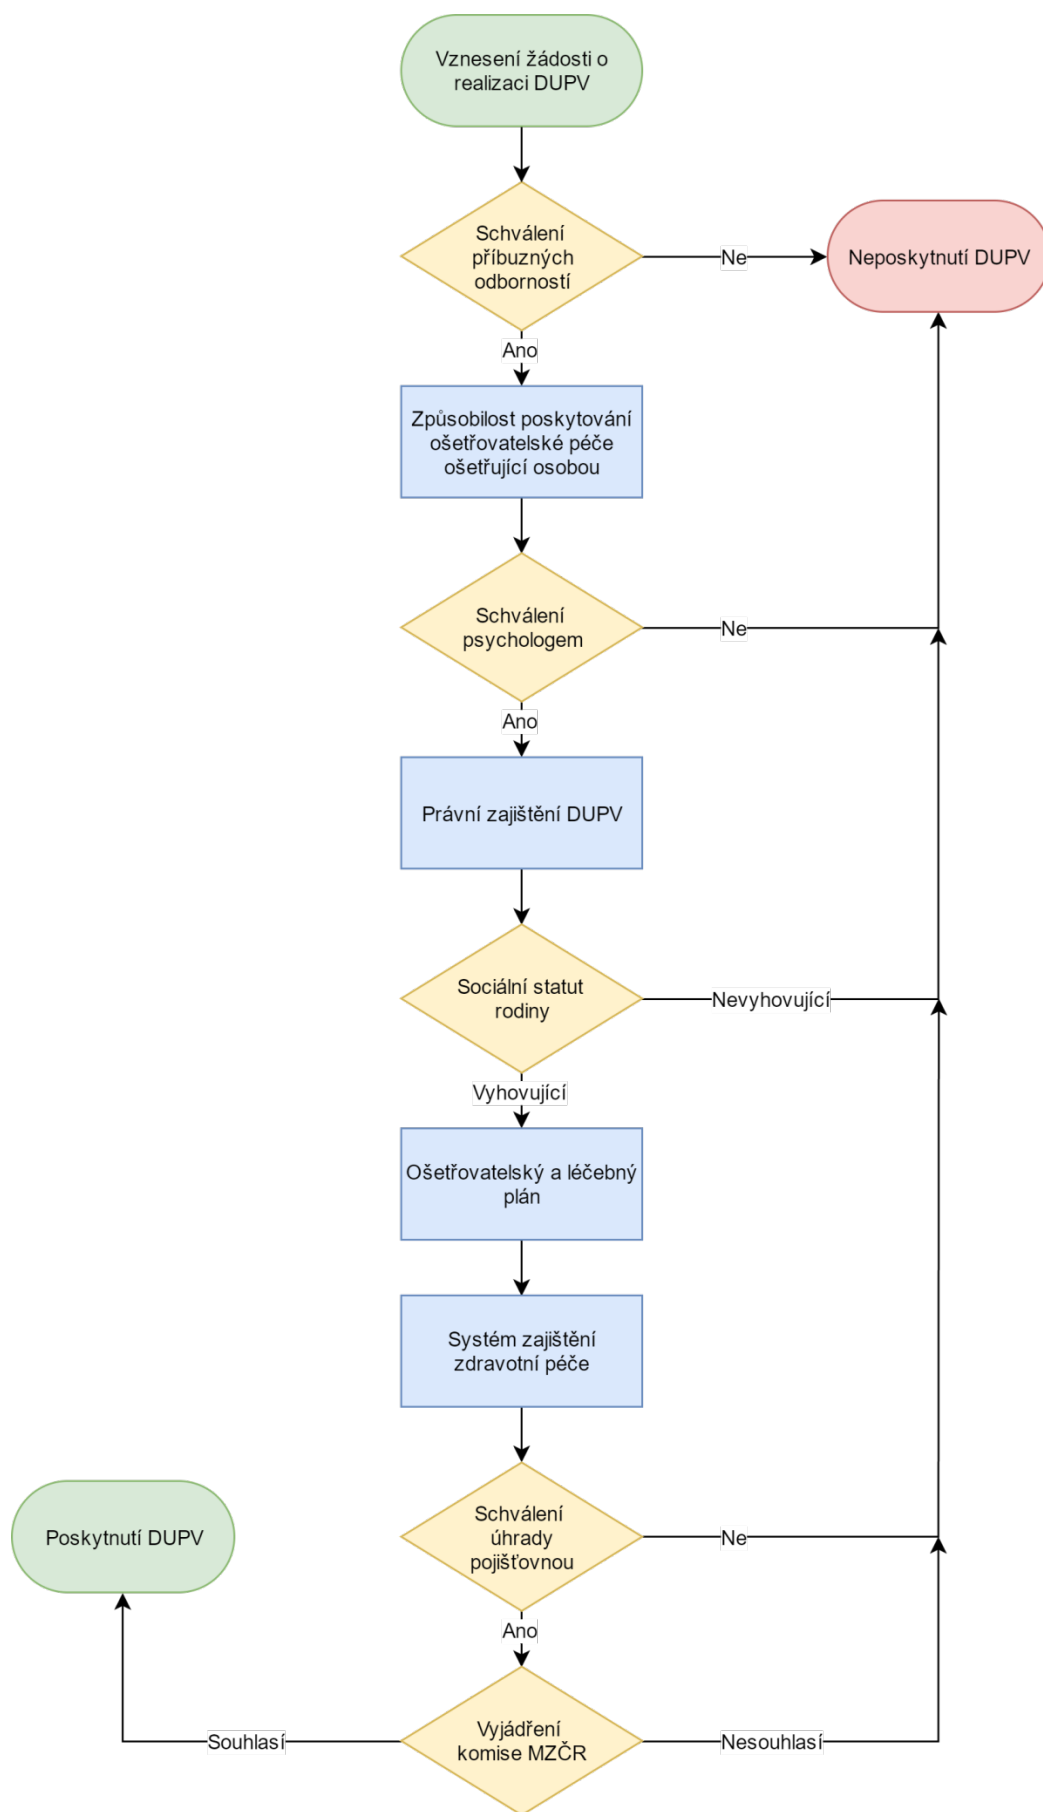 Vznesení žádosti o
realizaci DUPV
Schválení
příbuzných
odborností
Ne
Neposkytnutí DUPV
Ano
Způsobilost poskytování
ošetřovatelské péče
ošetřující osobou
Schválení
psychologem
Ne
Ano
Právní zajištění DUPV
Sociální statut
rodiny
Nevyhovující
Vyhovující
Ošetřovatelský a léčebný
plán
Systém zajištění
zdravotní péče
Schválení
úhrady
pojišťovnou
Ne
Poskytnutí DUPV
Ano
Vyjádření
komise MZČR
Souhlasí
Nesouhlasí